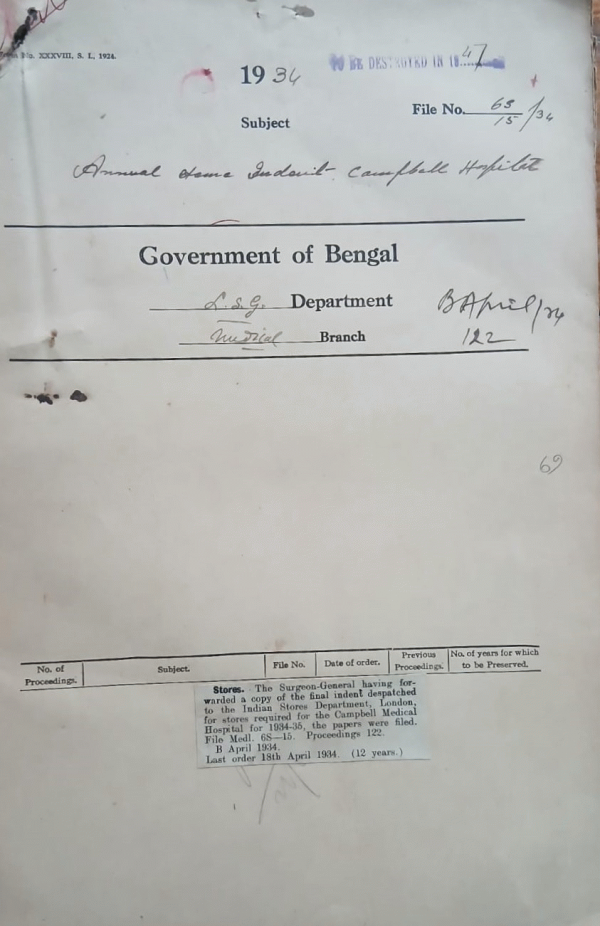 No. XXXVIII, S. I., 1924.
TO BE DESTROYED IN 1947
1934
File No. 6S/15/34
Subject
Annual Home Indent Campbell Hospital
Government of Bengal
L.S.G. Department
B April/34
Medical Branch
122
69
No. of Proceedings.
Subject.
File No.
Date of order.
Previous Proceedings.
No. of years for which to be Preserved.
Stores. The Surgeon-General having for-
warded a copy of the final indent despatched
to the Indian Stores Department, London,
for stores required for the Campbell Medical
Hospital for 1934-35, the papers were filed.
File Medl. 6S—15. Proceedings 122.
B April 1934.
Last order 18th April 1934. (12 years.)